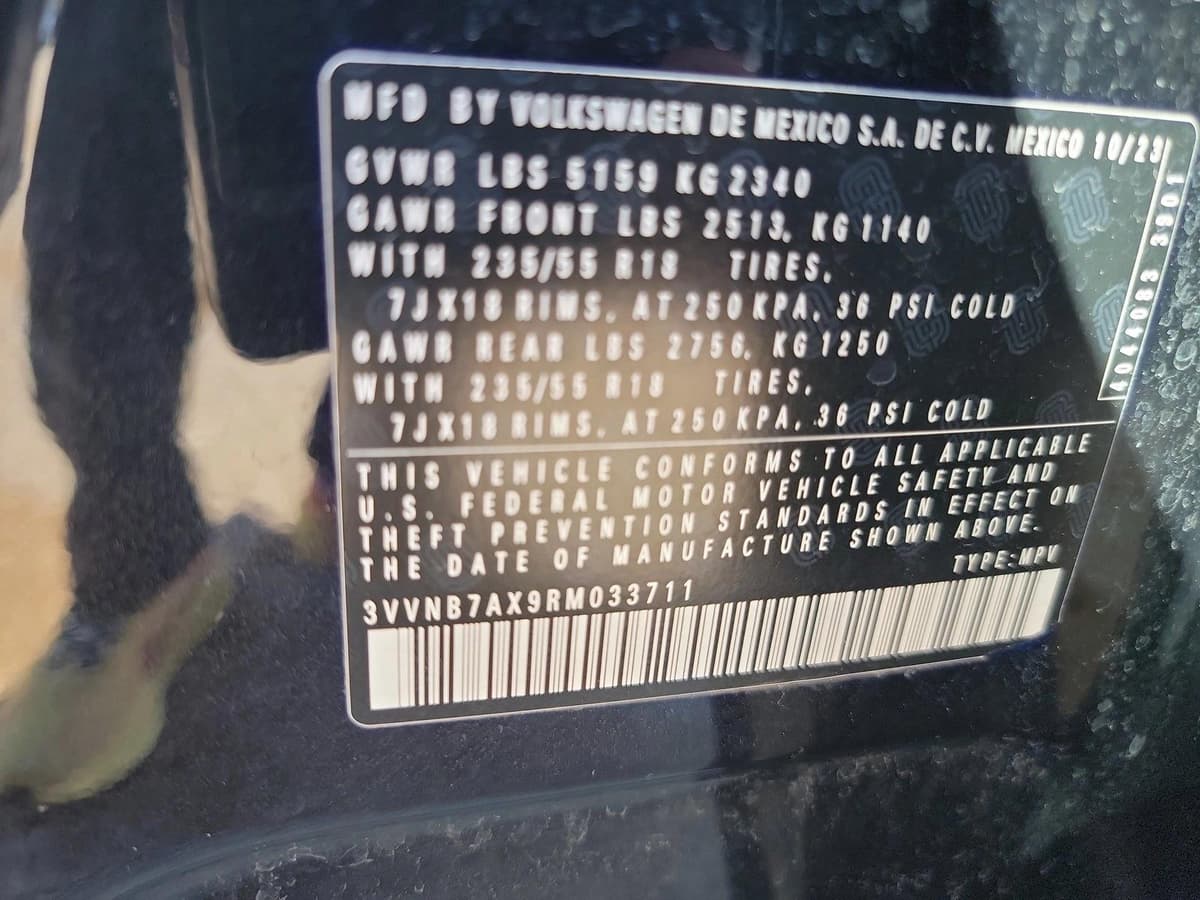 MFD BY VOLKSWAGEN DE MEXICO S.A. DE C.V. MEXICO 10/23
GVWR LBS 5159 KG 2340
GAWR FRONT LBS 2513, KG 1140
WITH 235/55 R18 TIRES,
7JX18 RIMS, AT 250 KPA, 36 PSI COLD
GAWR REAR LBS 2756, KG 1250
WITH 235/55 R18 TIRES,
7JX18 RIMS, AT 250 KPA, 36 PSI COLD
4044083 3901
THIS VEHICLE CONFORMS TO ALL APPLICABLE
U.S. FEDERAL MOTOR VEHICLE SAFETY AND
THEFT PREVENTION STANDARDS IN EFFECT ON
THE DATE OF MANUFACTURE SHOWN ABOVE.
TYPE:MPV
3VVNB7AX9RM033711